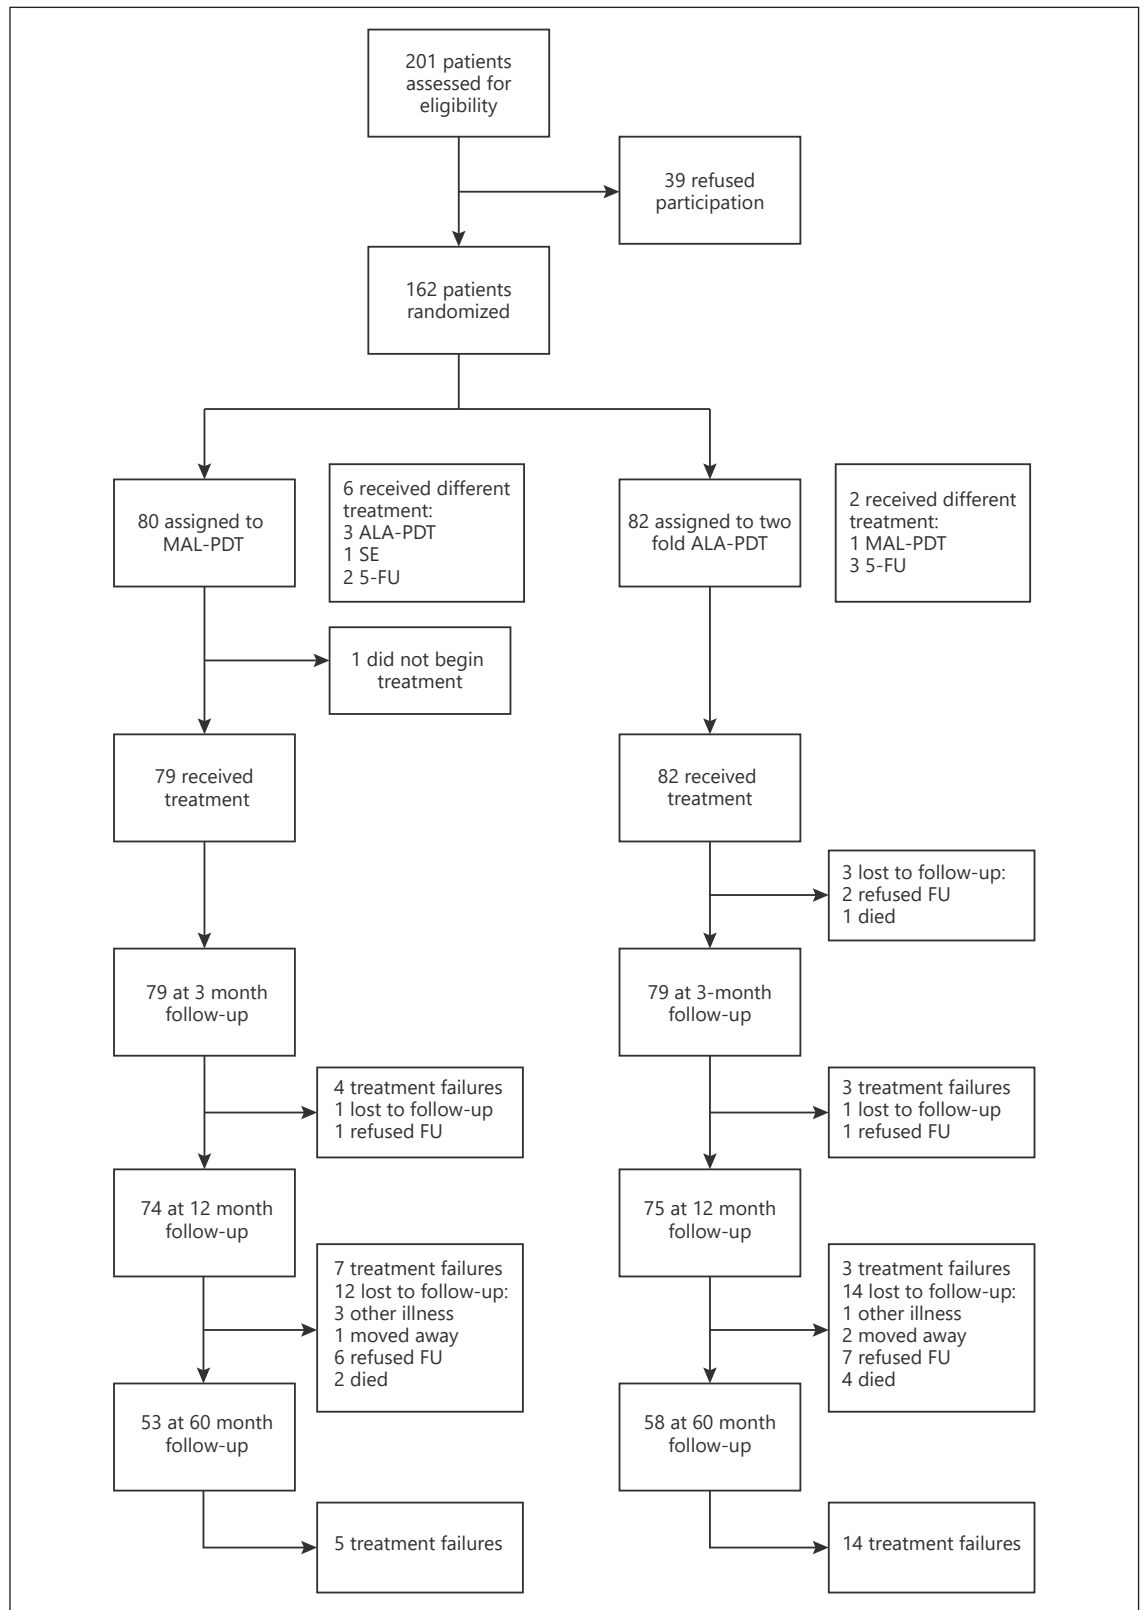 201 patients
assessed for
eligibility
39 refused
participation
162 patients
randomized
80 assigned to
MAL-PDT
6 received different
treatment:
3 ALA-PDT
1 SE
2 5-FU
82 assigned to two
fold ALA-PDT
2 received different
treatment:
1 MAL-PDT
3 5-FU
1 did not begin
treatment
79 received
treatment
82 received
treatment
3 lost to follow-up:
2 refused FU
1 died
79 at 3 month
follow-up
79 at 3-month
follow-up
4 treatment failures
1 lost to follow-up
1 refused FU
3 treatment failures
1 lost to follow-up
1 refused FU
74 at 12 month
follow-up
75 at 12 month
follow-up
7 treatment failures
12 lost to follow-up:
3 other illness
1 moved away
6 refused FU
2 died
3 treatment failures
14 lost to follow-up:
1 other illness
2 moved away
7 refused FU
4 died
53 at 60 month
follow-up
58 at 60 month
follow-up
5 treatment failures
14 treatment failures